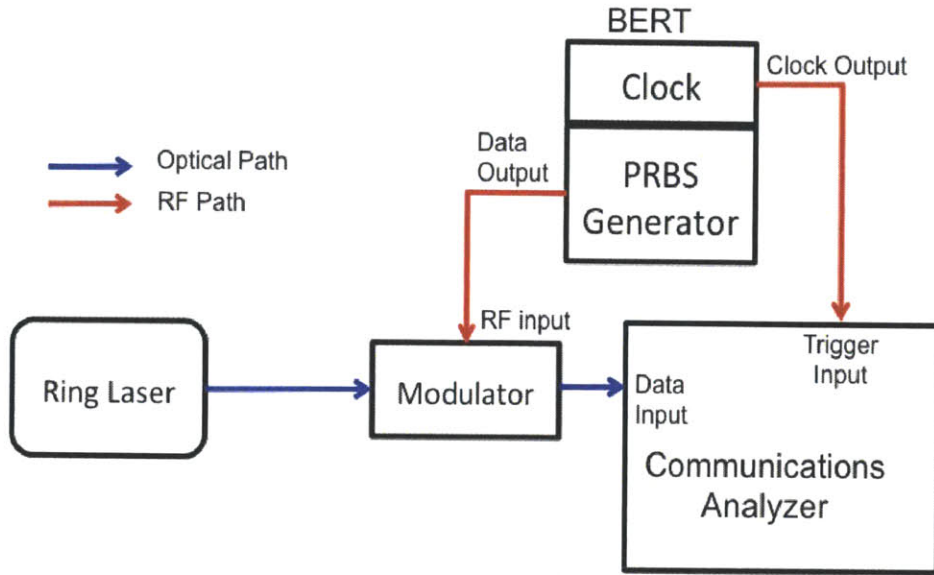 BERT
Clock
Clock Output
Data
Output
PRBS
Generator
Optical Path
RF Path
RF input
Ring Laser
Modulator
Trigger
Input
Data
Input
Communications
Analyzer